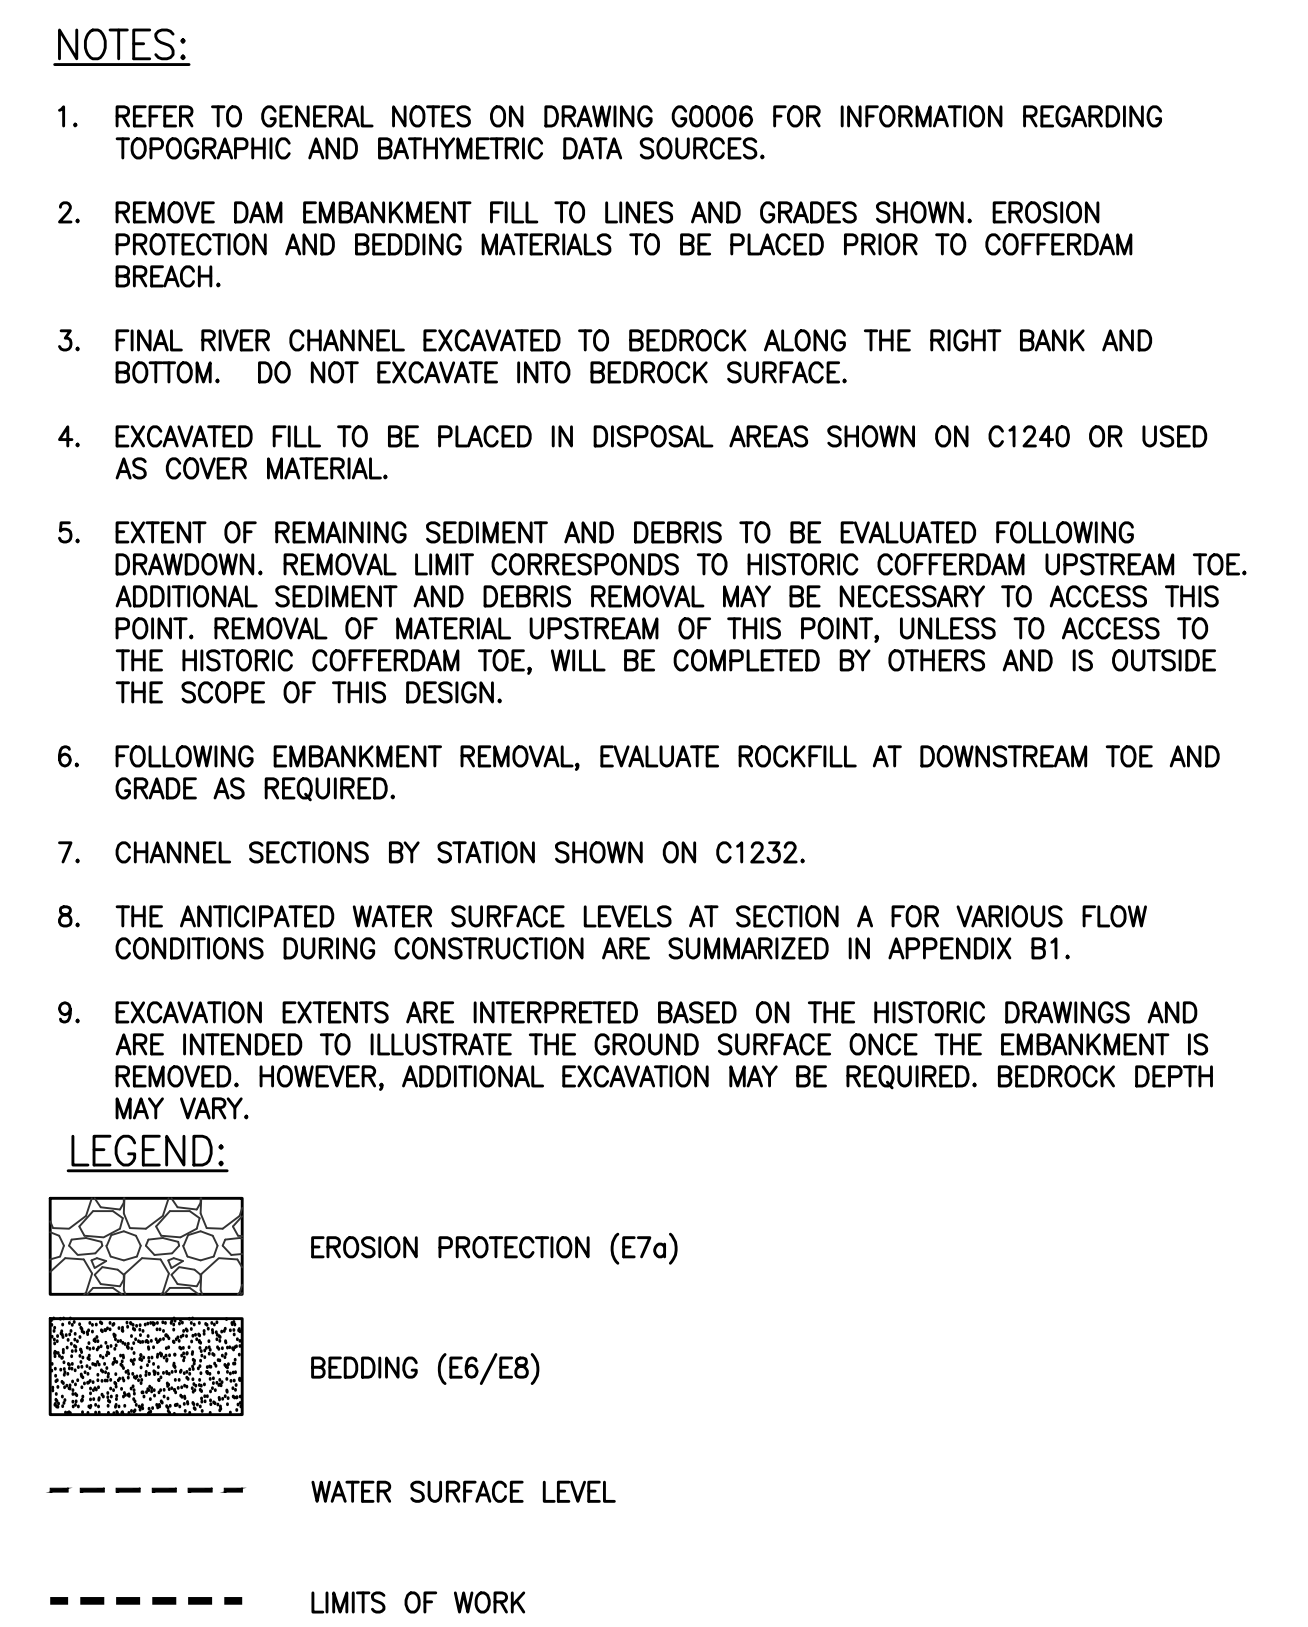 NOTES:
1. REFER TO GENERAL NOTES ON DRAWING G0006 FOR INFORMATION REGARDING
TOPOGRAPHIC AND BATHYMETRIC DATA SOURCES.
2. REMOVE DAM EMBANKMENT FILL TO LINES AND GRADES SHOWN. EROSION
PROTECTION AND BEDDING MATERIALS TO BE PLACED PRIOR TO COFFERDAM
BREACH.
3. FINAL RIVER CHANNEL EXCAVATED TO BEDROCK ALONG THE RIGHT BANK AND
BOTTOM. DO NOT EXCAVATE INTO BEDROCK SURFACE.
4. EXCAVATED FILL TO BE PLACED IN DISPOSAL AREAS SHOWN ON C1240 OR USED
AS COVER MATERIAL.
5. EXTENT OF REMAINING SEDIMENT AND DEBRIS TO BE EVALUATED FOLLOWING
DRAWDOWN. REMOVAL LIMIT CORRESPONDS TO HISTORIC COFFERDAM UPSTREAM TOE.
ADDITIONAL SEDIMENT AND DEBRIS REMOVAL MAY BE NECESSARY TO ACCESS THIS
POINT. REMOVAL OF MATERIAL UPSTREAM OF THIS POINT, UNLESS TO ACCESS TO
THE HISTORIC COFFERDAM TOE, WILL BE COMPLETED BY OTHERS AND IS OUTSIDE
THE SCOPE OF THIS DESIGN.
6. FOLLOWING EMBANKMENT REMOVAL, EVALUATE ROCKFILL AT DOWNSTREAM TOE AND
GRADE AS REQUIRED.
7. CHANNEL SECTIONS BY STATION SHOWN ON C1232.
8. THE ANTICIPATED WATER SURFACE LEVELS AT SECTION A FOR VARIOUS FLOW
CONDITIONS DURING CONSTRUCTION ARE SUMMARIZED IN APPENDIX B1.
9. EXCAVATION EXTENTS ARE INTERPRETED BASED ON THE HISTORIC DRAWINGS AND
ARE INTENDED TO ILLUSTRATE THE GROUND SURFACE ONCE THE EMBANKMENT IS
REMOVED. HOWEVER, ADDITIONAL EXCAVATION MAY BE REQUIRED. BEDROCK DEPTH
MAY VARY.
LEGEND:
EROSION PROTECTION (E7a)
BEDDING (E6/E8)
WATER SURFACE LEVEL
LIMITS OF WORK